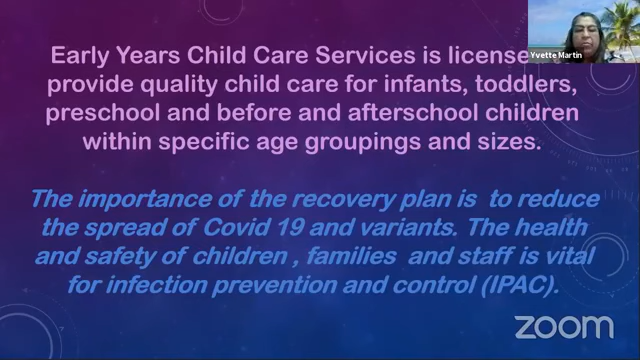 Early Years Child Care Services is license
provide quality child care for infants, toddlers,
preschool and before and afterschool children
within specific age groupings and sizes.
The importance of the recovery plan is to reduce
the spread of Covid 19 and variants. The health
and safety of children , families and staff is vital
for infection prevention and control (IPAC).
Yvette Martin
zoom